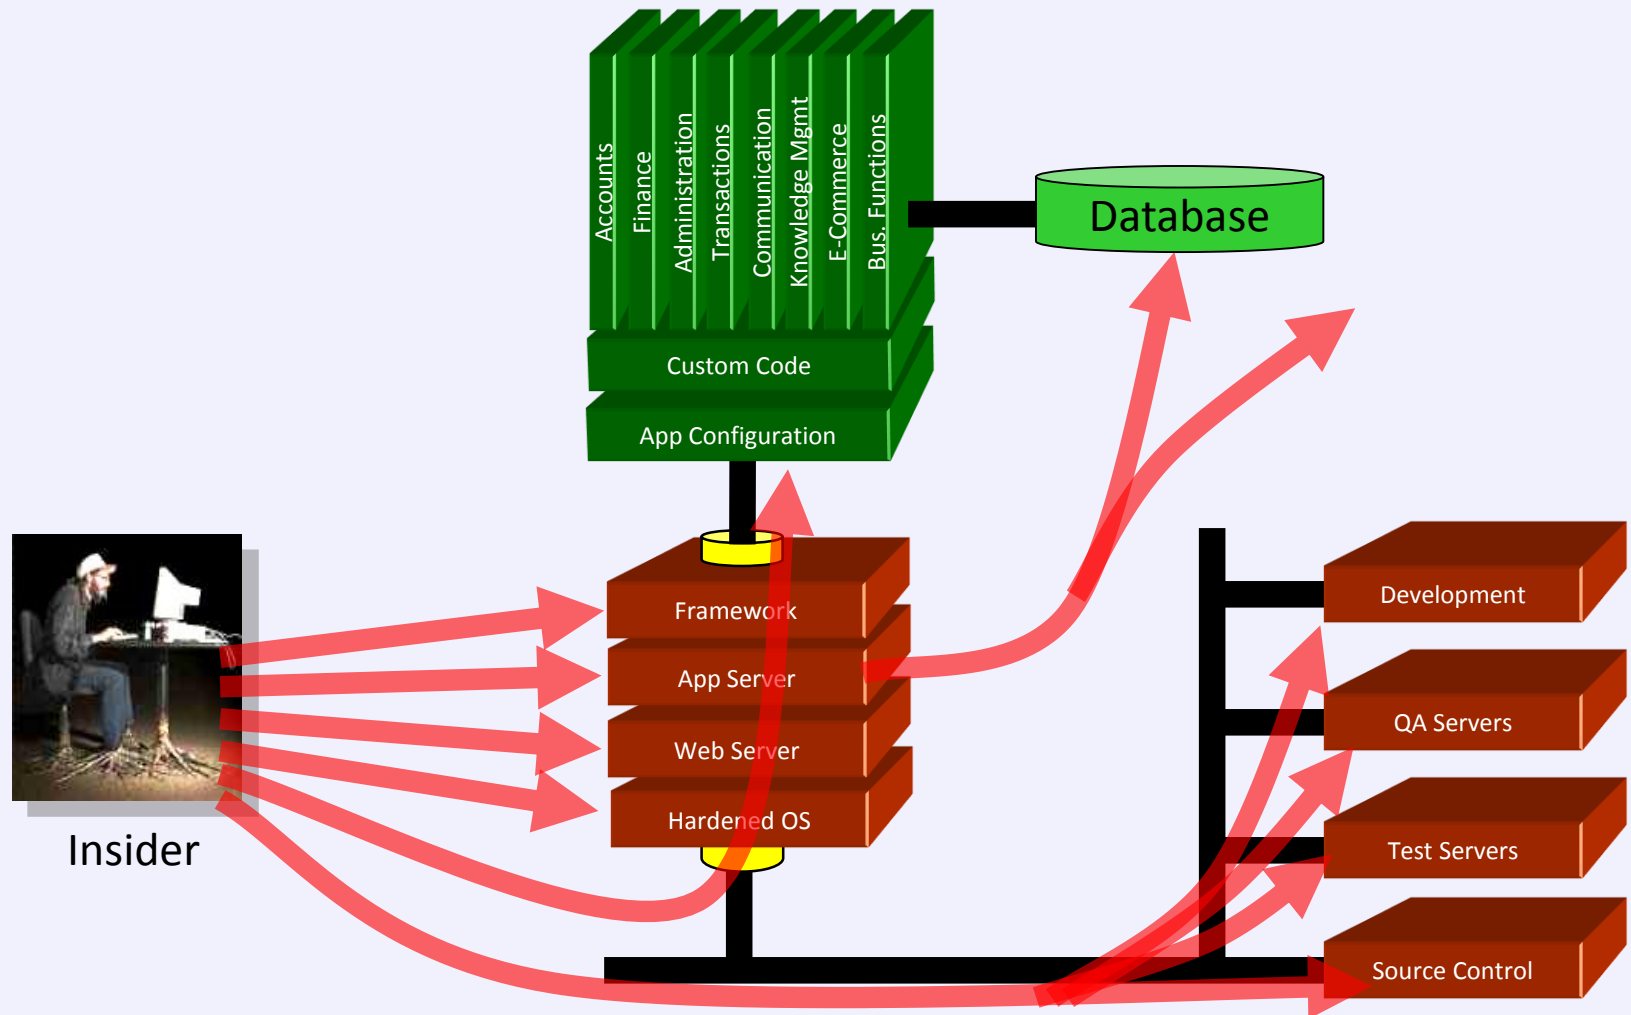 Accounts
Finance
Administration
Transactions
Communication
Knowledge Mgmt
E-Commerce
Bus. Functions
Database
Custom Code
App Configuration
Framework
App Server
Web Server
Hardened OS
Insider
Development
QA Servers
Test Servers
Source Control